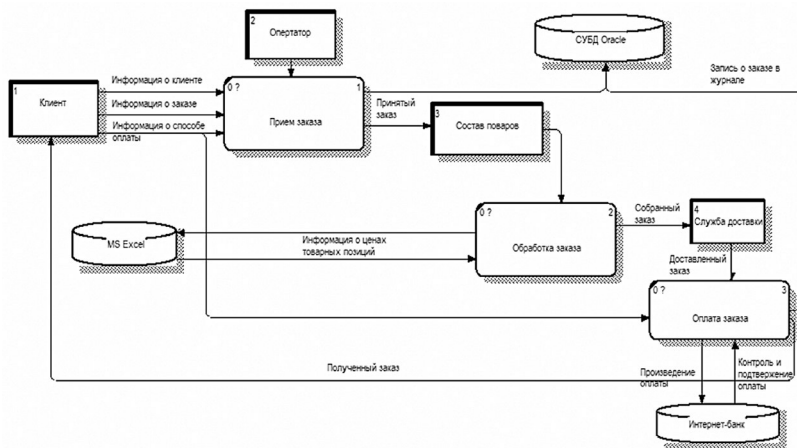 2
Опертатор
СУБД Oracle
Запись о заказе в
журнале
1
Клиент
Информация о клиенте
Информация о заказе
Информация о способе
оплаты
0 ?
1
Прием заказа
Принятый
заказ
3
Состав поваров
0 ?
2
Обработка заказа
Собранный
заказ
4
Служба доставки
MS Excel
Информация о ценах
товарных позиций
Доставленный
заказ
0 ?
3
Оплата заказа
Полученный заказ
Произведение
оплаты
Контроль и
подтвержение
оплаты
Интернет-банк